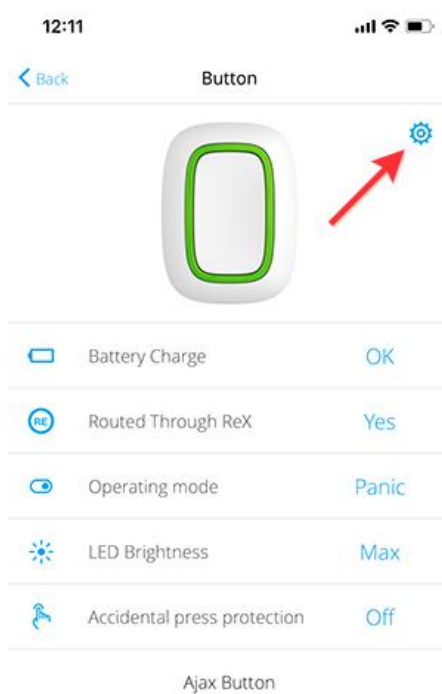 12:11
Back Button
Battery Charge OK
RE Routed Through ReX Yes
Operating mode Panic
LED Brightness Max
Accidental press protection Off
Ajax Button